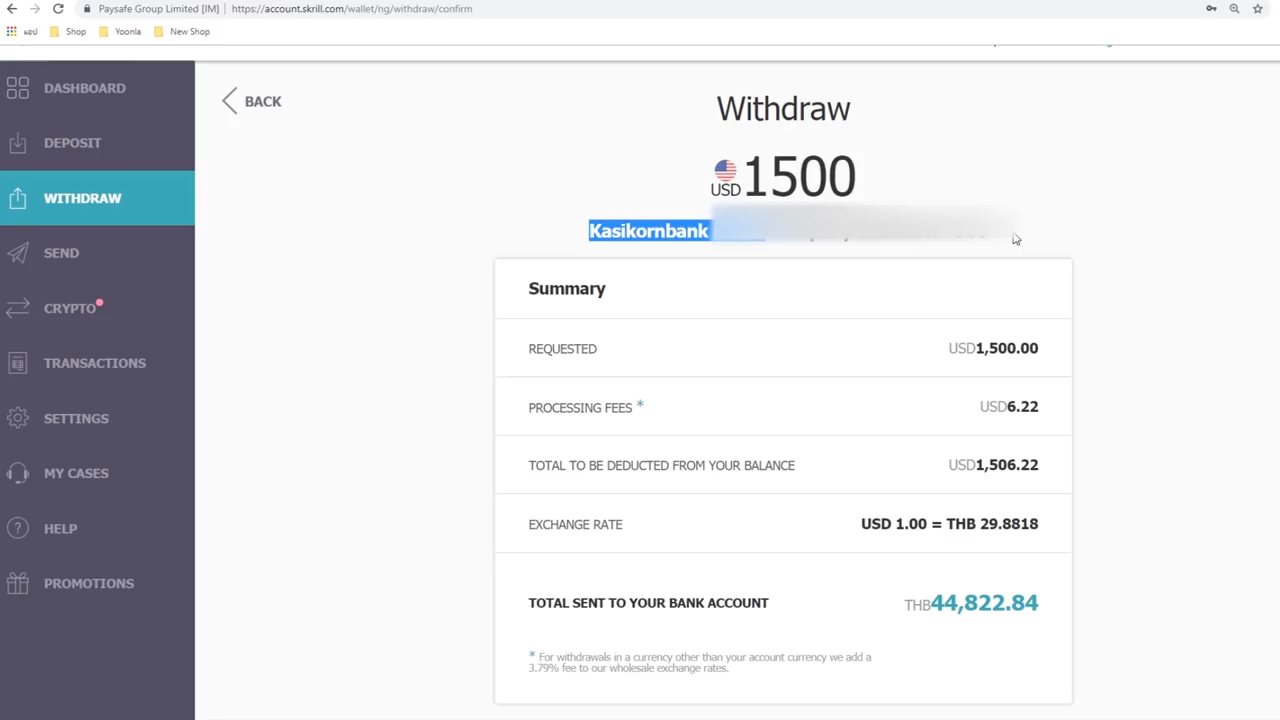 Paysafe Group Limited [IM] | https://account.skrill.com/wallet/ng/withdraw/confirm
แอป Shop Yoonla New Shop
DASHBOARD
DEPOSIT
WITHDRAW
SEND
CRYPTO
TRANSACTIONS
SETTINGS
MY CASES
HELP
PROMOTIONS
BACK
Withdraw
USD 1500
Kasikornbank
Summary
REQUESTED USD1,500.00
PROCESSING FEES * USD6.22
TOTAL TO BE DEDUCTED FROM YOUR BALANCE USD1,506.22
EXCHANGE RATE USD 1.00 = THB 29.8818
TOTAL SENT TO YOUR BANK ACCOUNT THB44,822.84
* For withdrawals in a currency other than your account currency we add a
3.79% fee to our wholesale exchange rates.